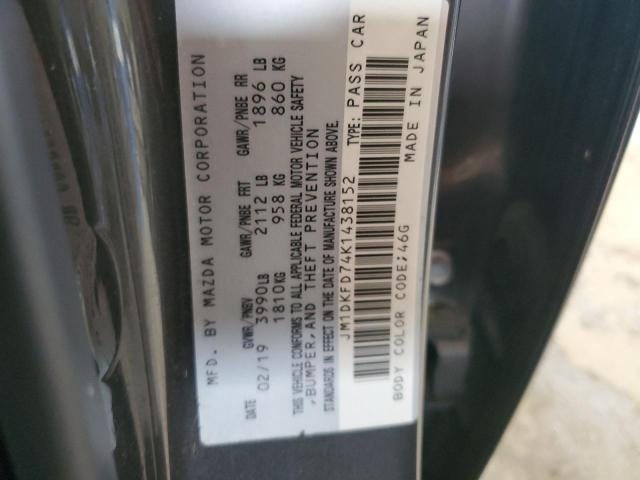 MFD. BY MAZDA MOTOR CORPORATION
DATE GVWR/PNBV GAWR/PNBE FRT GAWR/PNBE RR
02/19 3990LB 2112 LB 1896 LB
1810KG 958 KG 860 KG
THIS VEHICLE CONFORMS TO ALL APPLICABLE FEDERAL MOTOR VEHICLE SAFETY
,BUMPER,AND THEFT PREVENTION
STANDARDS IN EFFECT ON THE DATE OF MANUFACTURE SHOWN ABOVE.
JM1DKFD74K1438152 TYPE: PASS CAR
BODY COLOR CODE;46G MADE IN JAPAN